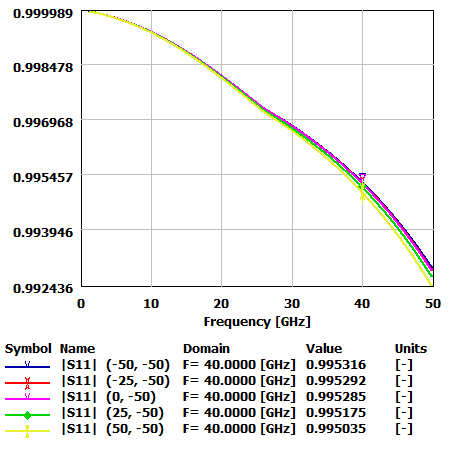 0.999989
0.998478
0.996968
0.995457
0.993946
0.992436
0 10 20 30 40 50
Frequency [GHz]
Symbol Name Domain Value Units
|S11| (-50, -50) F= 40.0000 [GHz] 0.995316 [-]
|S11| (-25, -50) F= 40.0000 [GHz] 0.995292 [-]
|S11| (0, -50) F= 40.0000 [GHz] 0.995285 [-]
|S11| (25, -50) F= 40.0000 [GHz] 0.995175 [-]
|S11| (50, -50) F= 40.0000 [GHz] 0.995035 [-]